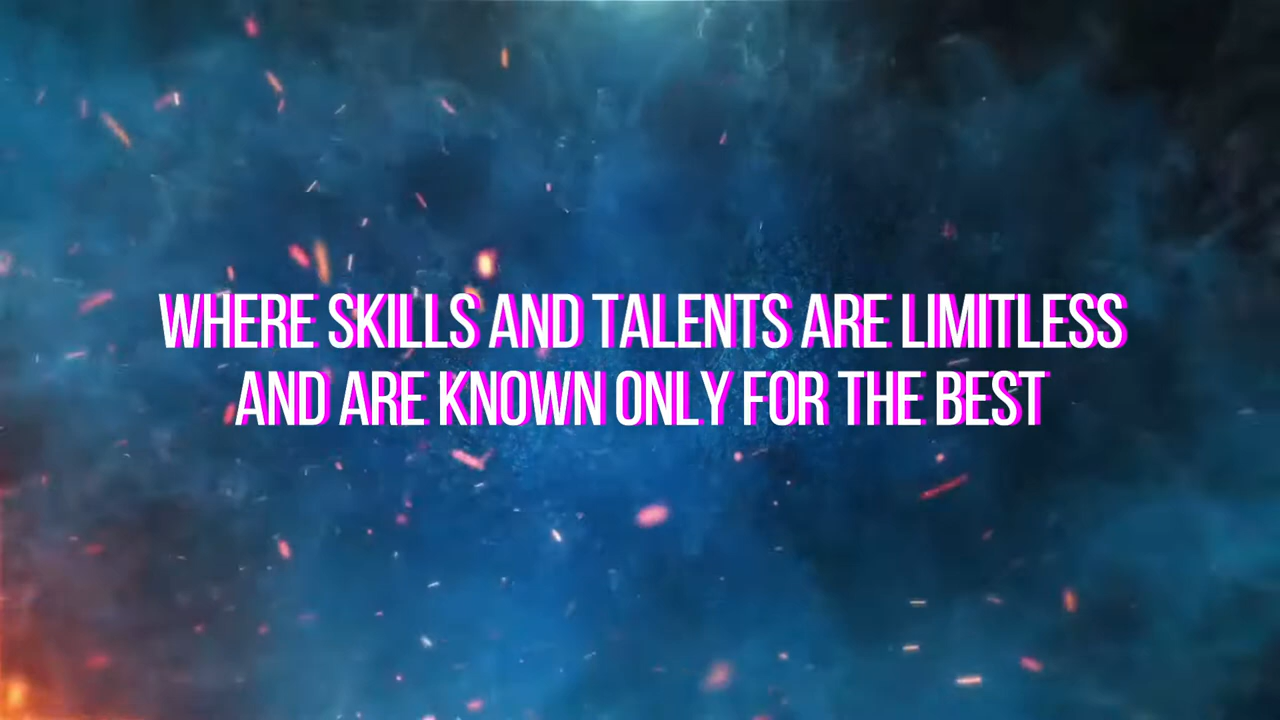 WHERE SKILLS AND TALENTS ARE LIMITLESS
AND ARE KNOWN ONLY FOR THE BEST